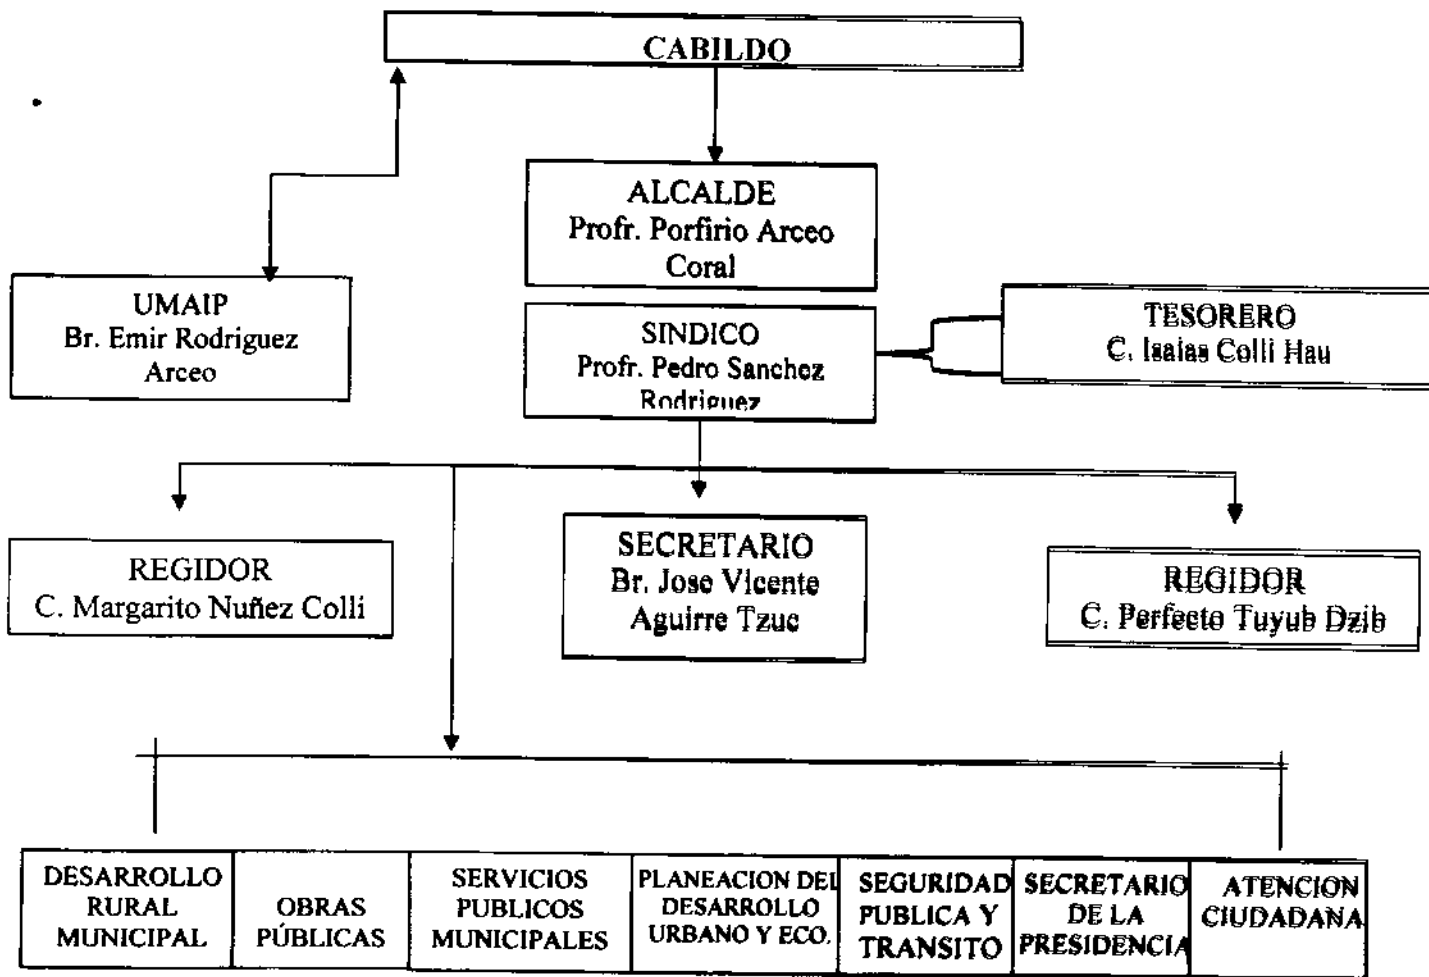 CABILDO
ALCALDE
Profr. Porfirio Arceo
Coral
UMAIP
Br. Emir Rodriguez
Arceo
SINDICO
Profr. Pedro Sanchez
Rodriguez
TESORERO
C. Isaias Colli Hau
REGIDOR
C. Margarito Nuñez Colli
SECRETARIO
Br. Jose Vicente
Aguirre Tzuc
REGIDOR
C. Perfecto Tuyub Dzib
DESARROLLO
RURAL
MUNICIPAL
OBRAS
PÚBLICAS
SERVICIOS
PUBLICOS
MUNICIPALES
PLANEACION DEL
DESARROLLO
URBANO Y ECO.
SEGURIDAD
PUBLICA Y
TRANSITO
SECRETARIO
DE LA
PRESIDENCIA
ATENCION
CIUDADANA